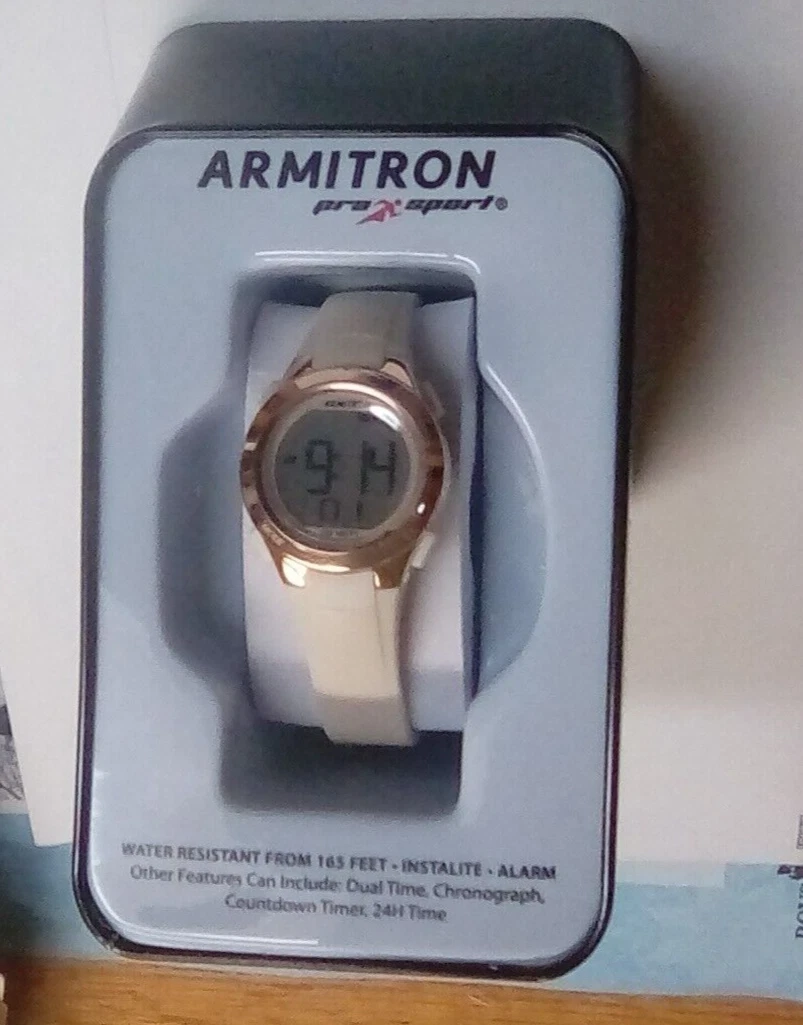 ARMITRON
pro sport®
9 14
01
WATER RESISTANT FROM 165 FEET • INSTALITE • ALARM
Other Features Can Include: Dual Time, Chronograph,
Countdown Timer, 24H Time